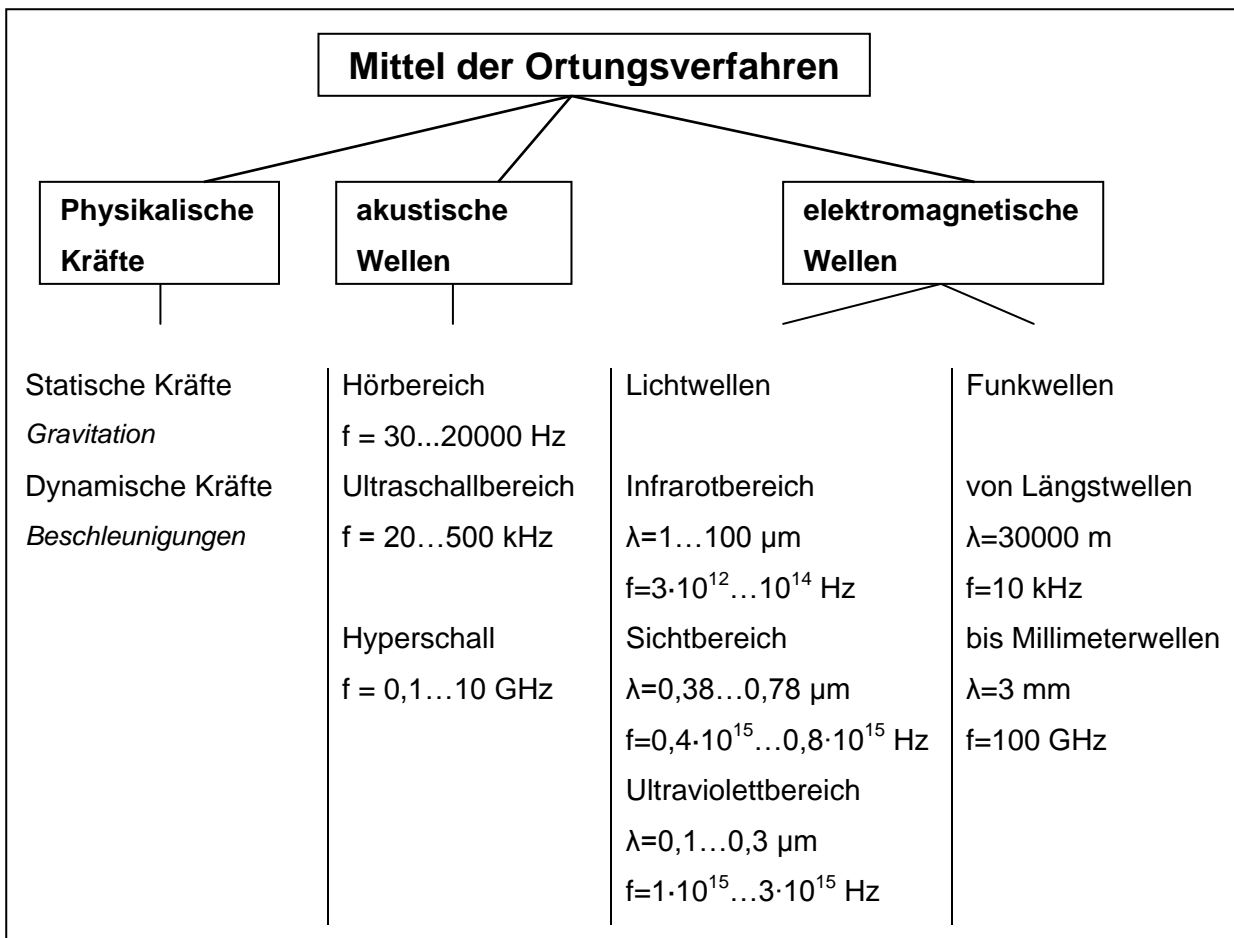 Mittel der Ortungsverfahren
Physikalische
Kräfte
akustische
Wellen
elektromagnetische
Wellen
Statische Kräfte
Gravitation
Dynamische Kräfte
Beschleunigungen
Hörbereich
f = 30...20000 Hz
Ultraschallbereich
f = 20…500 kHz
Hyperschall
f = 0,1…10 GHz
Lichtwellen
Infrarotbereich
λ=1…100 µm
f=3·10¹²…10¹⁴ Hz
Sichtbereich
λ=0,38…0,78 µm
f=0,4·10¹⁵…0,8·10¹⁵ Hz
Ultraviolettbereich
λ=0,1…0,3 µm
f=1·10¹⁵…3·10¹⁵ Hz
Funkwellen
von Längstwellen
λ=30000 m
f=10 kHz
bis Millimeterwellen
λ=3 mm
f=100 GHz